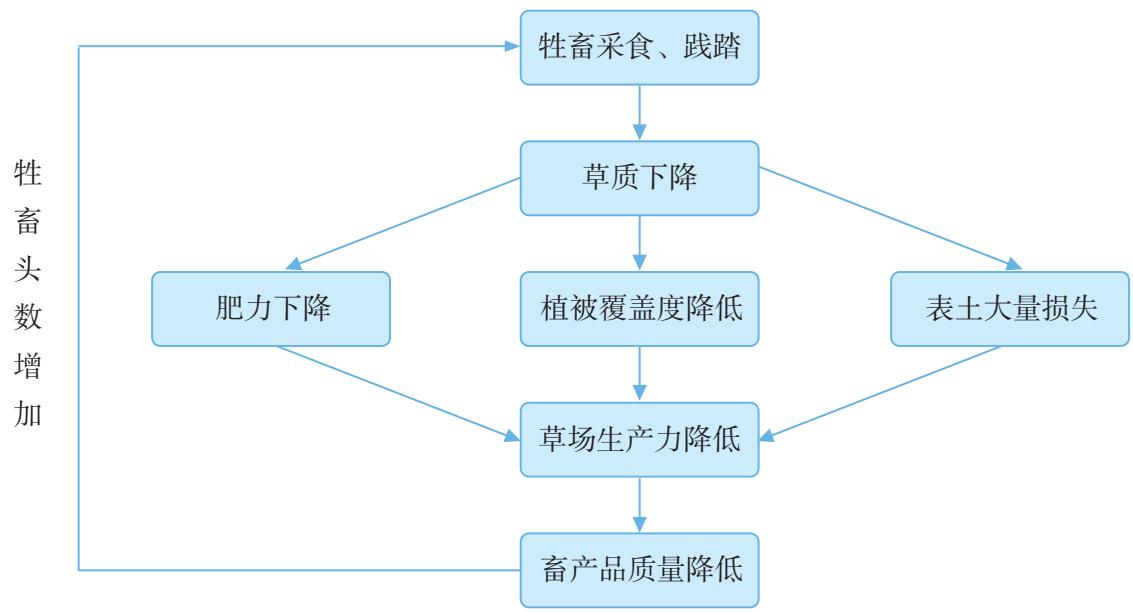 牲畜采食、践踏
草质下降
肥力下降
植被覆盖度降低
表土大量损失
草场生产力降低
畜产品质量降低
牲畜头数增加